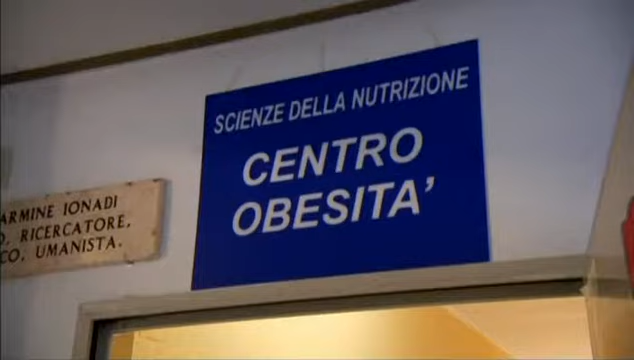 SCIENZE DELLA NUTRIZIONE
CENTRO
OBESITA’
ARMINE IONADI
RICERCATORE,
UMANISTA.